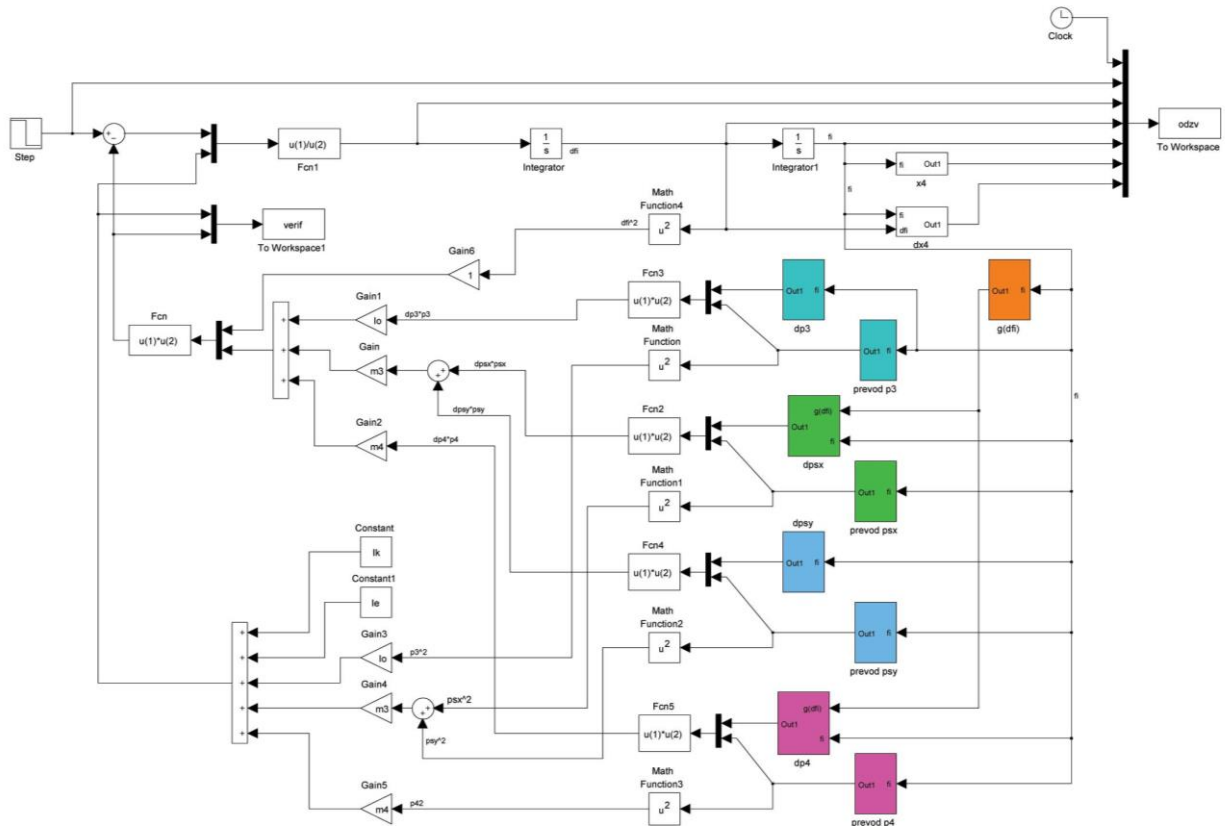 Clock
odzv
To Workspace
Step
+
−
u(1)/u(2)
Fcn1
1
s
Integrator
dfi
1
s
Integrator1
fi
fi
fi
Out1
x4
fi
dfi
Out1
dx4
verif
To Workspace1
Math
Function4
u²
dfi^2
Gain6
1
Fcn
u(1)*u(2)
+
+
+
Gain1
Io
dp3*p3
Gain
m3
+
+
dpsx*psx
dpsy*psy
Gain2
m4
dp4*p4
Fcn3
u(1)*u(2)
Math
Function
u²
Out1
fi
dp3
Out1
fi
prevod p3
Out1
fi
g(dfi)
fi
Fcn2
u(1)*u(2)
Math
Function1
u²
g(dfi)
Out1
fi
dpsx
Out1
fi
prevod psx
Fcn4
u(1)*u(2)
Math
Function2
u²
dpsy
Out1
fi
Out1
fi
prevod psy
Constant
Ik
Constant1
Ie
+
+
+
+
+
Gain3
Io
p3^2
Gain4
m3
+
+
psx^2
psy^2
Gain5
m4
p42
Fcn5
u(1)*u(2)
Math
Function3
u²
g(dfi)
Out1
fi
dp4
Out1
fi
prevod p4